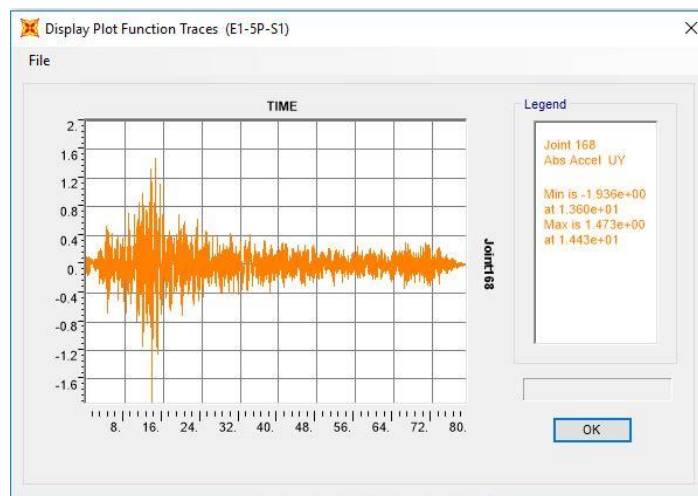 Display Plot Function Traces (E1-5P-S1)
File
TIME
Legend
2.
1.6
1.2
0.8
0.4
0.
-0.4
-0.8
-1.2
-1.6
Joint168
Joint 168
Abs Accel UY
Min is -1.936e+00
at 1.360e+01
Max is 1.473e+00
at 1.443e+01
8. 16. 24. 32. 40. 48. 56. 64. 72. 80.
OK